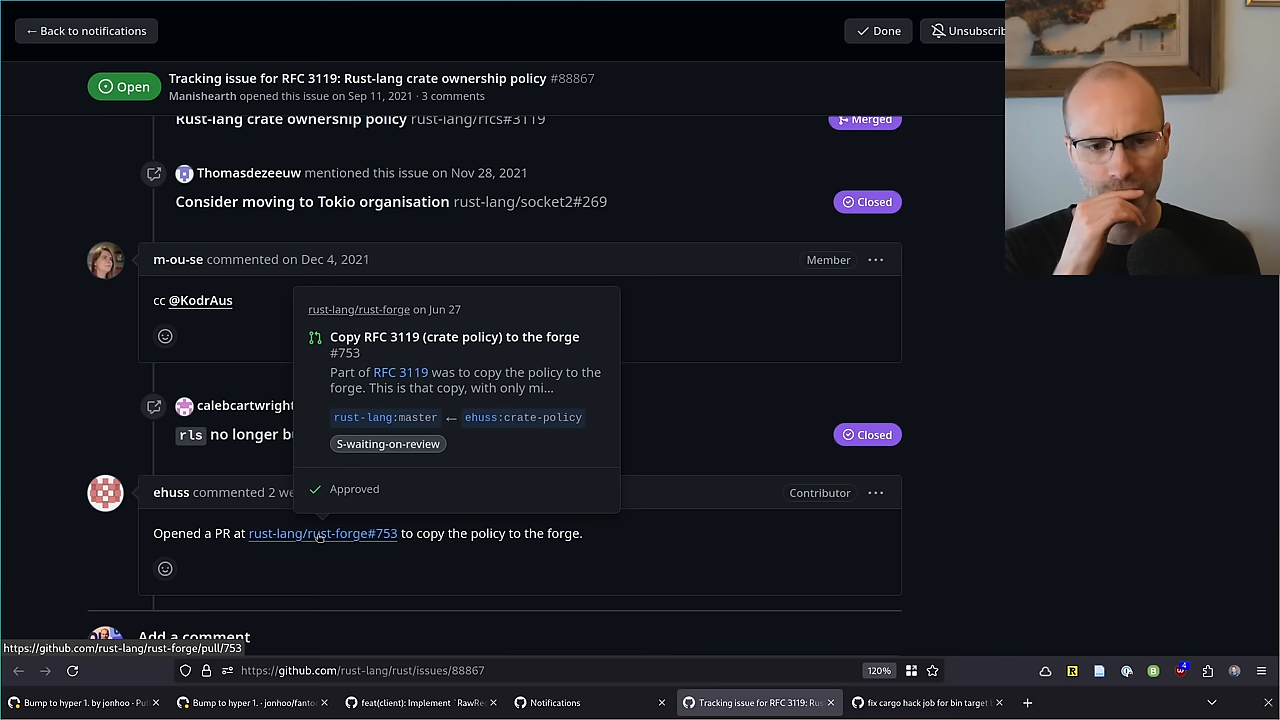 ← Back to notifications
Done
Unsubscrib
Open
Tracking issue for RFC 3119: Rust-lang crate ownership policy #88867
Manishearth opened this issue on Sep 11, 2021 · 3 comments
Rust-lang crate ownership policy rust-lang/rfcs#3119
Merged
Thomasdezeeuw mentioned this issue on Nov 28, 2021
Consider moving to Tokio organisation rust-lang/socket2#269
Closed
m-ou-se commented on Dec 4, 2021
Member
cc @KodrAus
rust-lang/rust-forge on Jun 27
Copy RFC 3119 (crate policy) to the forge
#753
Part of RFC 3119 was to copy the policy to the
forge. This is that copy, with only mi...
rust-lang:master ← ehuss:crate-policy
S-waiting-on-review
Approved
calebcartwright
rls no longer bu
Closed
ehuss commented 2 we
Contributor
Opened a PR at rust-lang/rust-forge#753 to copy the policy to the forge.
Add a comment
https://github.com/rust-lang/rust-forge/pull/753
https://github.com/rust-lang/rust/issues/88867
120%
4
Bump to hyper 1. by jonhoo · Pul
Bump to hyper 1. · jonhoo/fanto
feat(client): Implement `RawRe
Notifications
Tracking issue for RFC 3119: Rus
fix cargo hack job for bin target